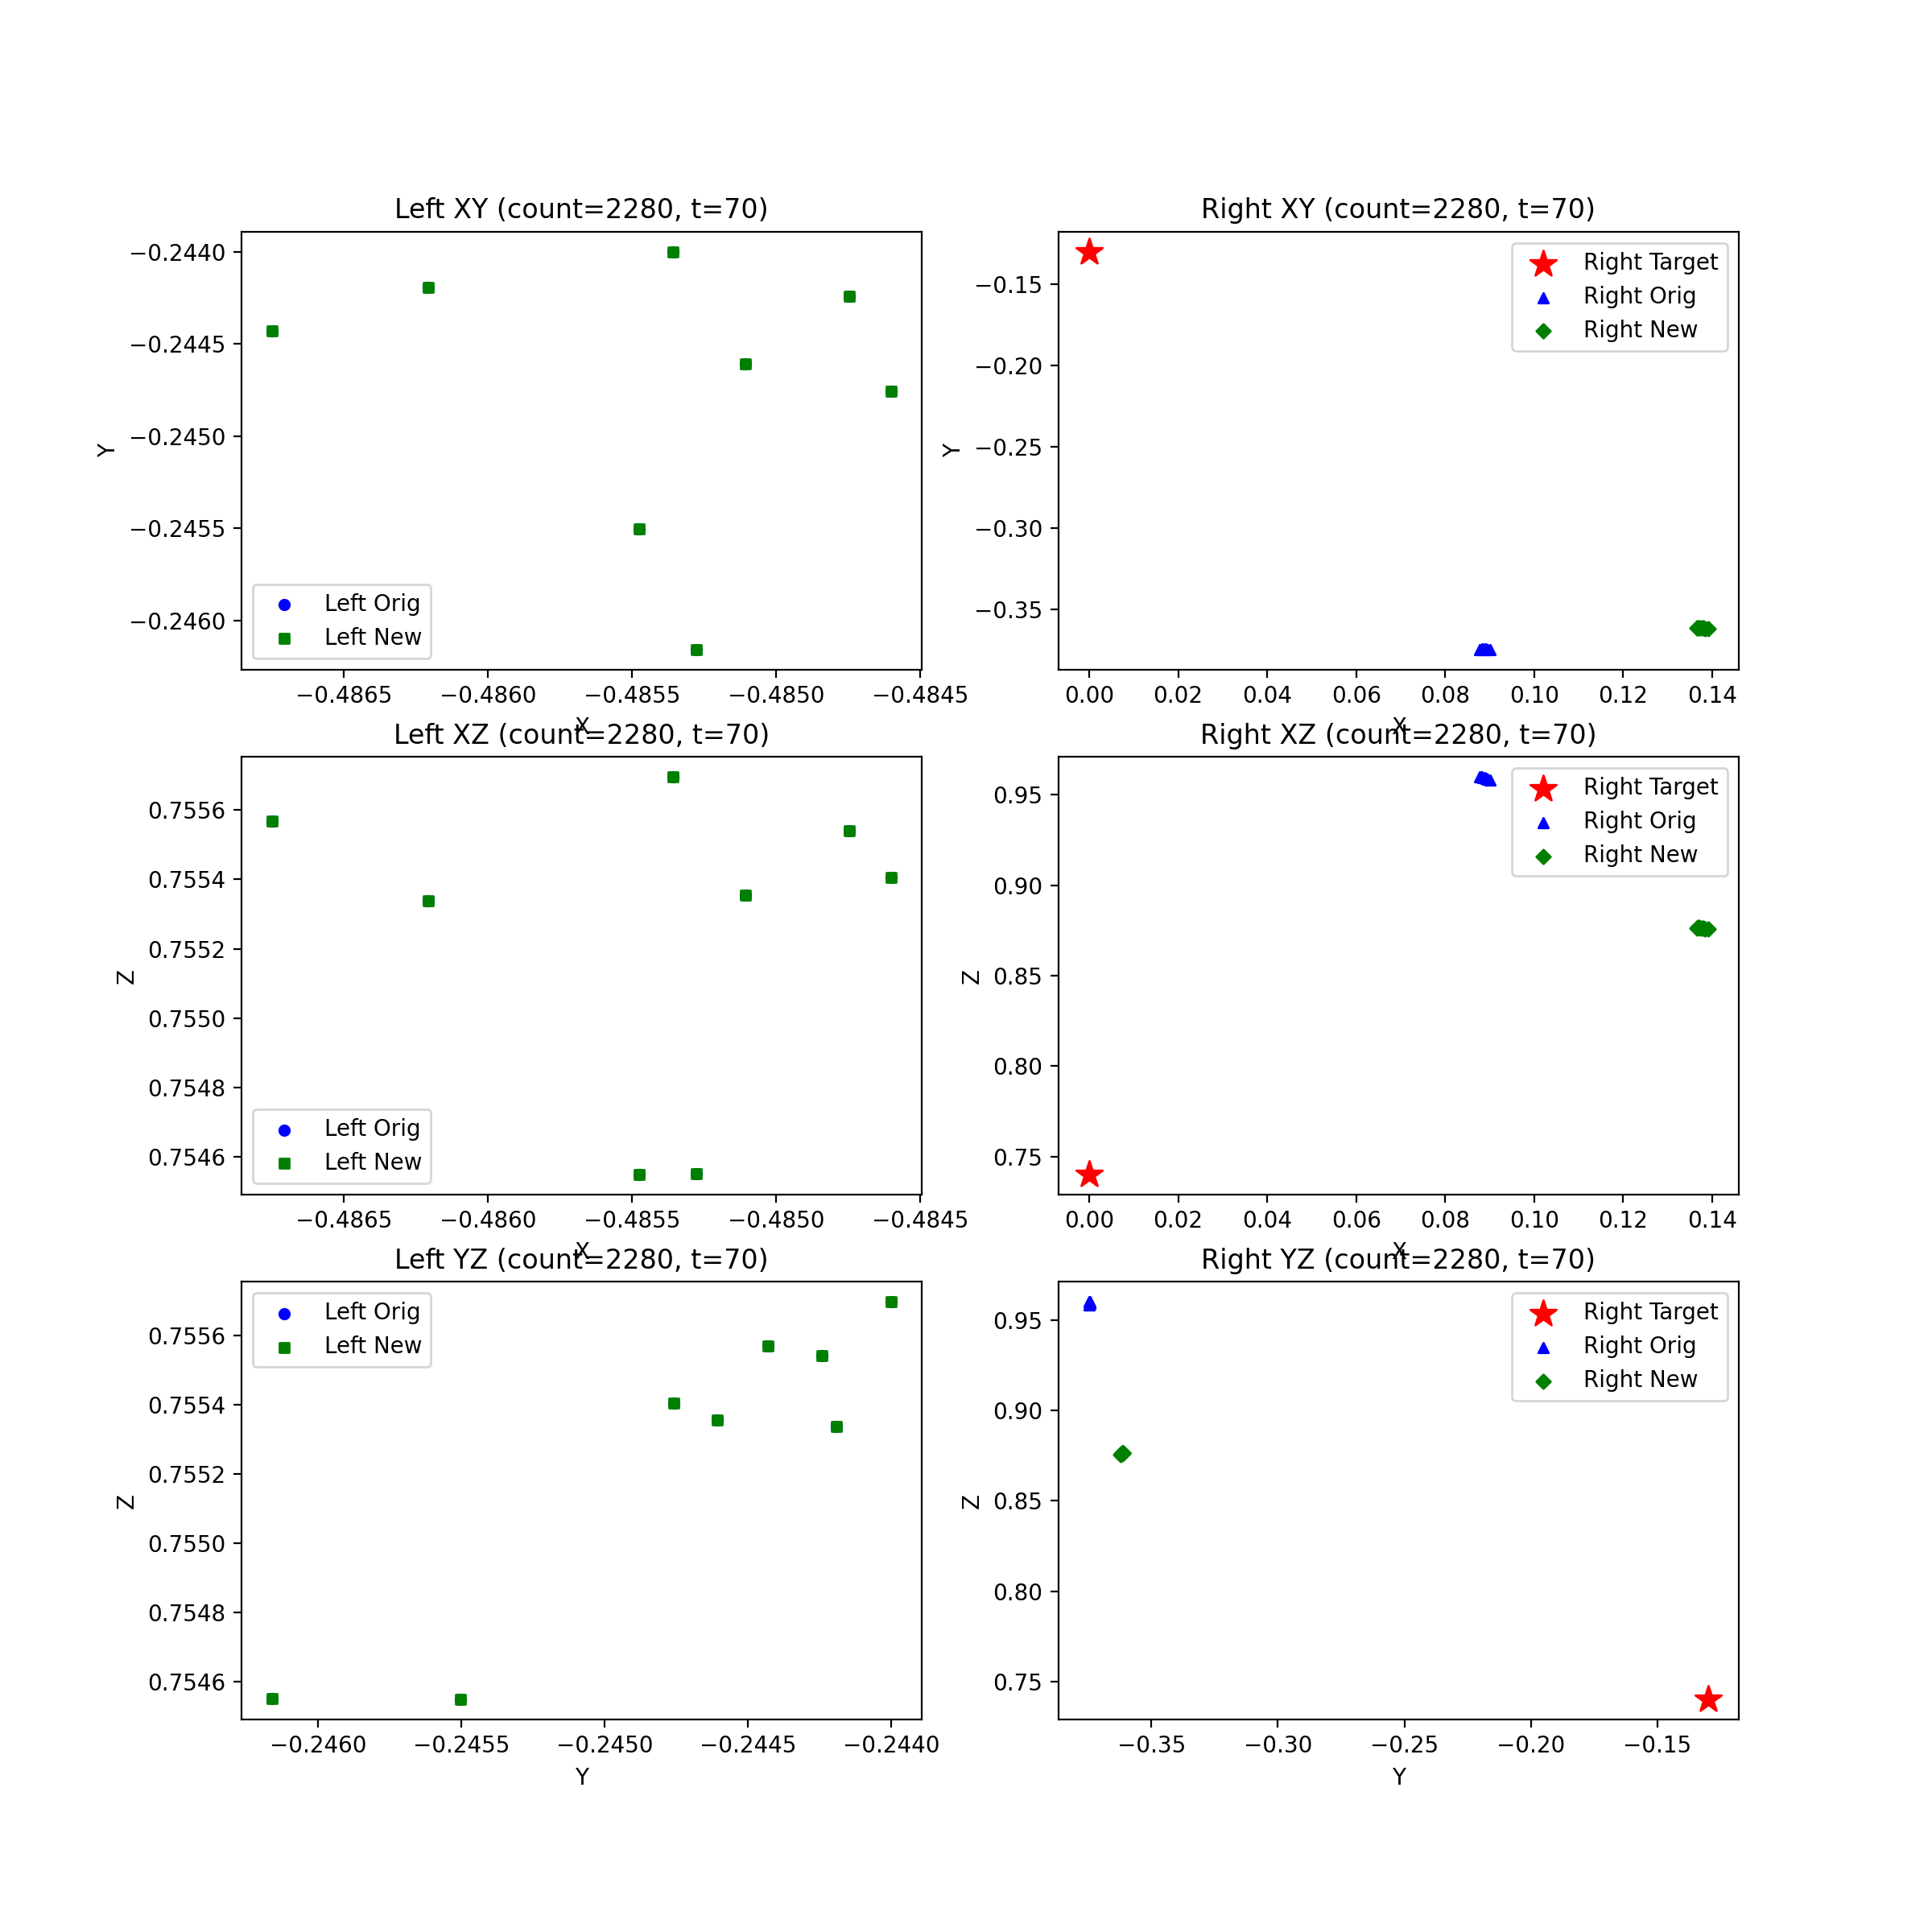 Left XY (count=2280, t=70)
−0.2440
−0.2445
−0.2450
−0.2455
−0.2460
Y
Left Orig
Left New
−0.4865 −0.4860 −0.4855 −0.4850 −0.4845
X
Right XY (count=2280, t=70)
−0.15
−0.20
−0.25
−0.30
−0.35
Y
Right Target
Right Orig
Right New
0.00 0.02 0.04 0.06 0.08 0.10 0.12 0.14
X
Left XZ (count=2280, t=70)
0.7556
0.7554
0.7552
0.7550
0.7548
0.7546
Z
Left Orig
Left New
−0.4865 −0.4860 −0.4855 −0.4850 −0.4845
X
Right XZ (count=2280, t=70)
0.95
0.90
0.85
0.80
0.75
Z
Right Target
Right Orig
Right New
0.00 0.02 0.04 0.06 0.08 0.10 0.12 0.14
X
Left YZ (count=2280, t=70)
0.7556
0.7554
0.7552
0.7550
0.7548
0.7546
Z
Left Orig
Left New
−0.2460 −0.2455 −0.2450 −0.2445 −0.2440
Y
Right YZ (count=2280, t=70)
0.95
0.90
0.85
0.80
0.75
Z
Right Target
Right Orig
Right New
−0.35 −0.30 −0.25 −0.20 −0.15
Y